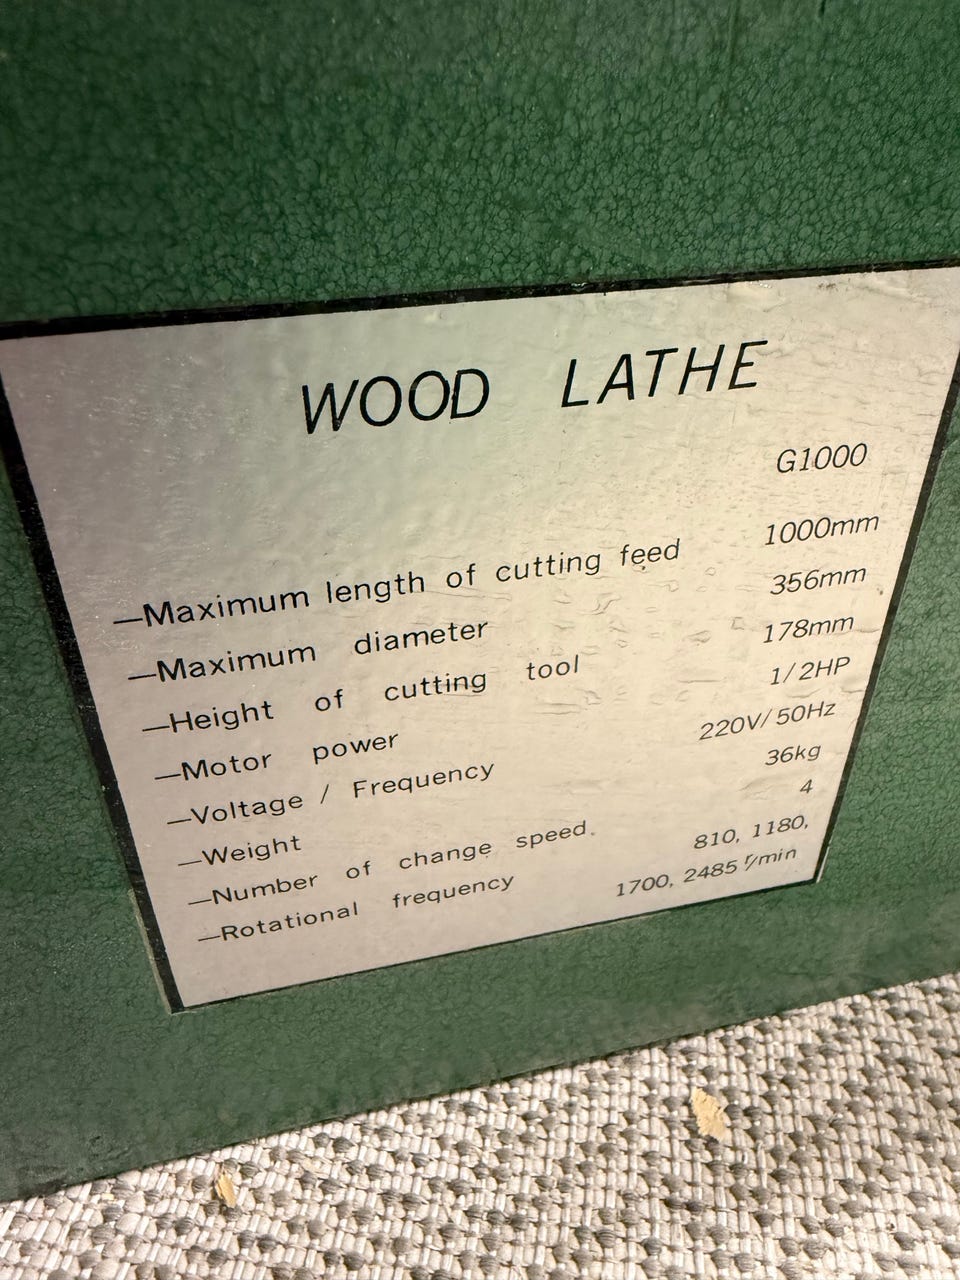 WOOD LATHE
G1000
—Maximum length of cutting feed 1000mm
—Maximum diameter 356mm
—Height of cutting tool 178mm
—Motor power 1/2HP
—Voltage / Frequency 220V/50Hz
—Weight 36kg
—Number of change speed. 4
—Rotational frequency 810, 1180,
1700, 2485 r/min